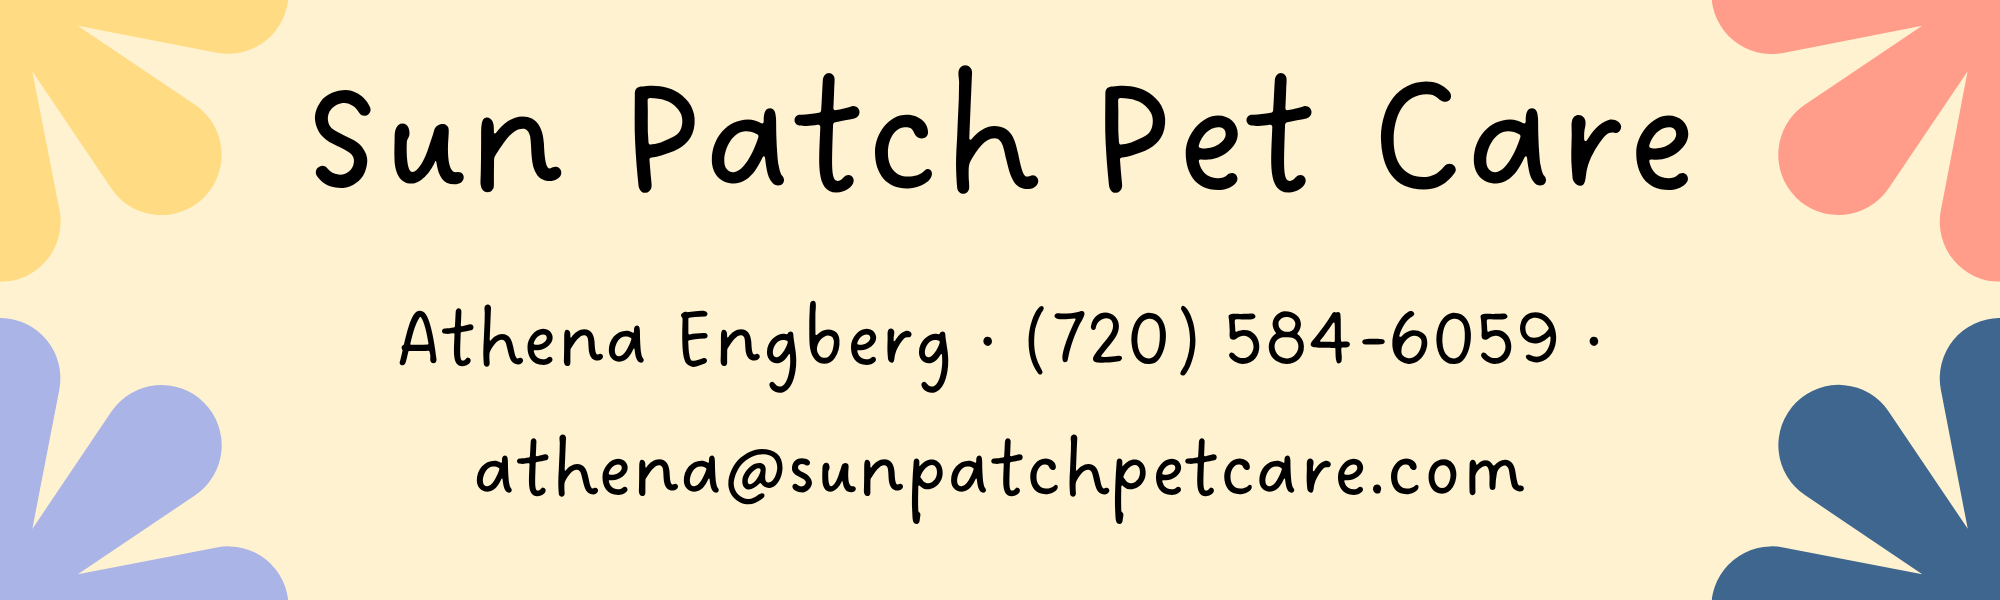 Sun Patch Pet Care
Athena Engberg · (720) 584-6059 ·
athena@sunpatchpetcare.com